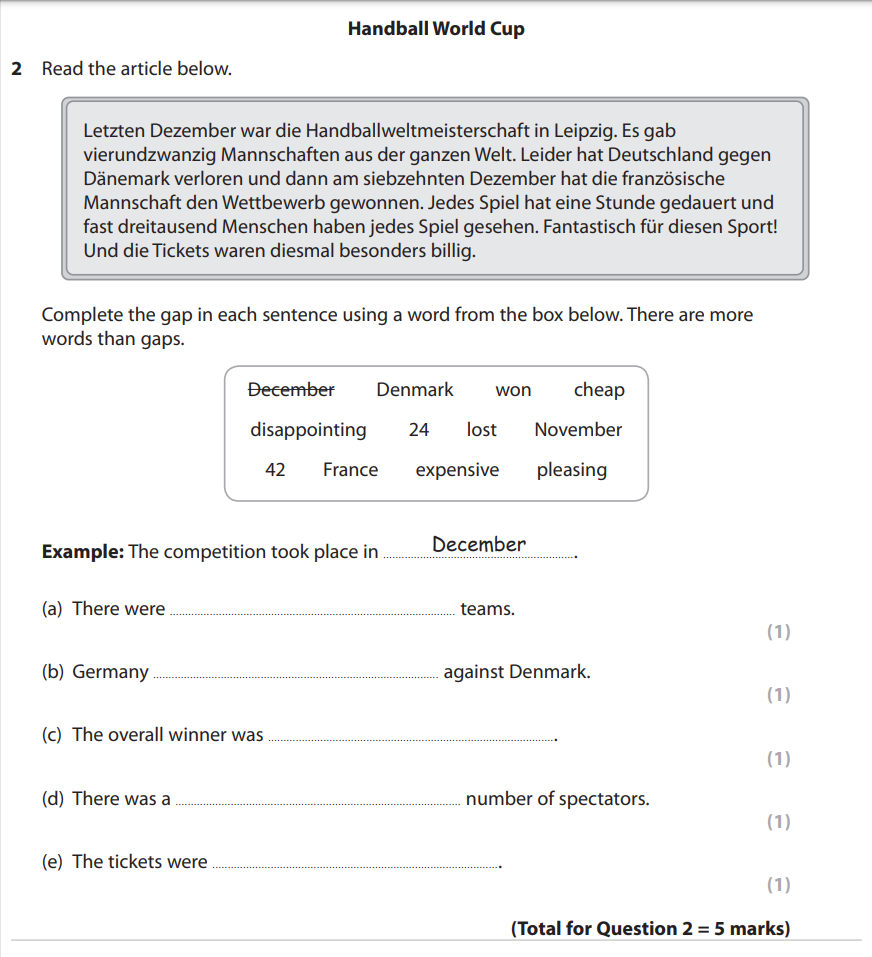 Handball World Cup
2 Read the article below.
Letzten Dezember war die Handballweltmeisterschaft in Leipzig. Es gab
vierundzwanzig Mannschaften aus der ganzen Welt. Leider hat Deutschland gegen
Dänemark verloren und dann am siebzehnten Dezember hat die französische
Mannschaft den Wettbewerb gewonnen. Jedes Spiel hat eine Stunde gedauert und
fast dreitausend Menschen haben jedes Spiel gesehen. Fantastisch für diesen Sport!
Und die Tickets waren diesmal besonders billig.
Complete the gap in each sentence using a word from the box below. There are more
words than gaps.
December Denmark won cheap
disappointing 24 lost November
42 France expensive pleasing
Example: The competition took place in December.
(a) There were ........ teams.
(1)
(b) Germany ........ against Denmark.
(1)
(c) The overall winner was .........
(1)
(d) There was a ........ number of spectators.
(1)
(e) The tickets were .........
(1)
(Total for Question 2 = 5 marks)